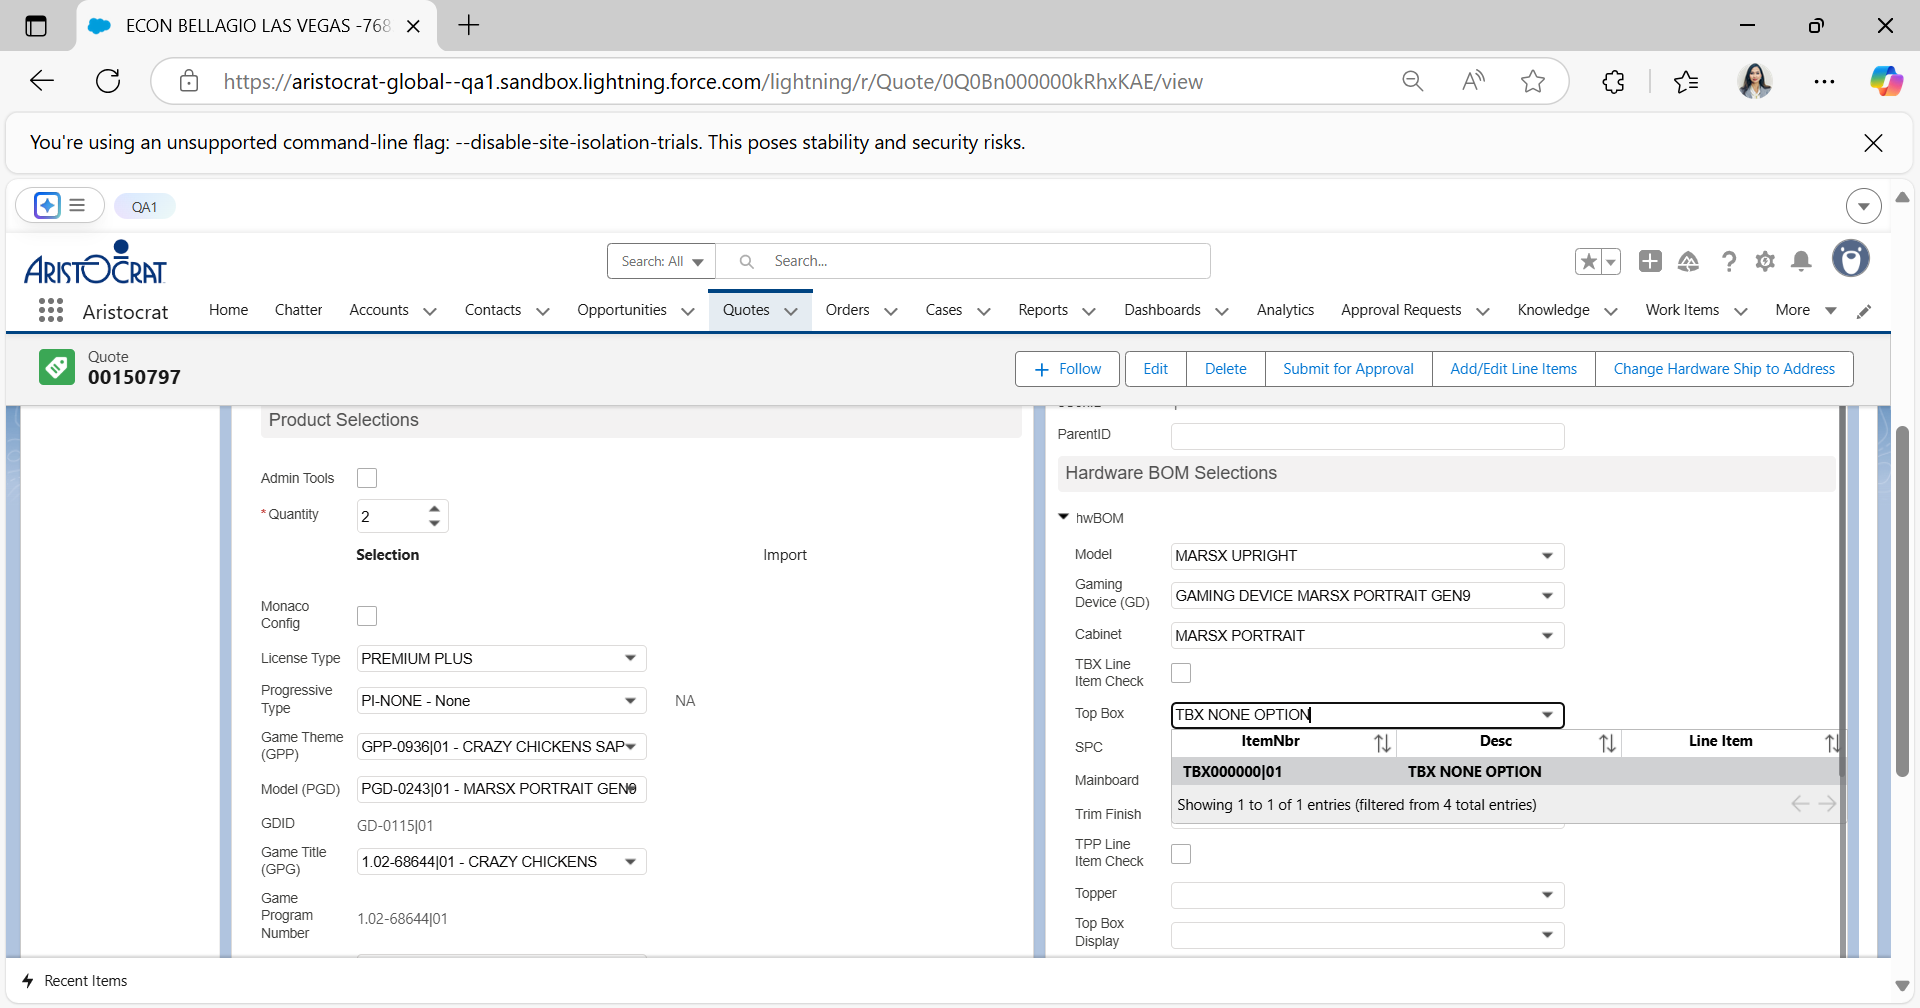 ECON BELLAGIO LAS VEGAS -768
https://aristocrat-global--qa1.sandbox.lightning.force.com/lightning/r/Quote/0Q0Bn000000kRhxKAE/view
You're using an unsupported command-line flag: --disable-site-isolation-trials. This poses stability and security risks.
QA1
ARISTOCRAT
Search: All
Search...
Aristocrat
Home
Chatter
Accounts
Contacts
Opportunities
Quotes
Orders
Cases
Reports
Dashboards
Analytics
Approval Requests
Knowledge
Work Items
More
Quote
00150797
Follow
Edit
Delete
Submit for Approval
Add/Edit Line Items
Change Hardware Ship to Address
Product Selections
Admin Tools
*Quantity
2
Selection
Import
Monaco
Config
License Type
PREMIUM PLUS
Progressive
Type
PI-NONE - None
NA
Game Theme
(GPP)
GPP-0936|01 - CRAZY CHICKENS SAP
Model (PGD)
PGD-0243|01 - MARSX PORTRAIT GEN9
GDID
GD-0115|01
Game Title
(GPG)
1.02-68644|01 - CRAZY CHICKENS
Game
Program
Number
1.02-68644|01
ParentID
Hardware BOM Selections
hwBOM
Model
MARSX UPRIGHT
Gaming
Device (GD)
GAMING DEVICE MARSX PORTRAIT GEN9
Cabinet
MARSX PORTRAIT
TBX Line
Item Check
Top Box
TBX NONE OPTION
ItemNbr
Desc
Line Item
SPC
TBX000000|01
TBX NONE OPTION
Mainboard
Showing 1 to 1 of 1 entries (filtered from 4 total entries)
Trim Finish
TPP Line
Item Check
Topper
Top Box
Display
Recent Items